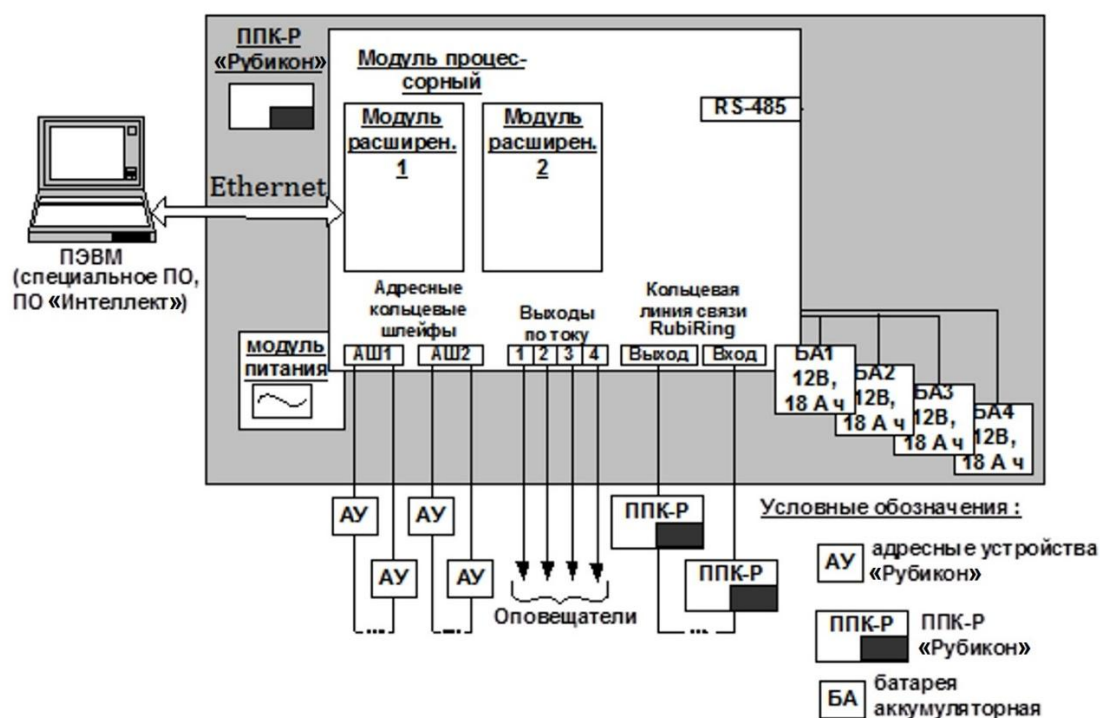 ППК-Р
«Рубикон»
Модуль процес-
сорный
RS-485
Модуль
расширен.
1
Модуль
расширен.
2
Ethernet
ПЭВМ
(специальное ПО,
ПО «Интеллект»)
Адресные
кольцевые
шлейфы
Выходы
по току
Кольцевая
линия связи
RubiRing
модуль
питания
АШ1
АШ2
1 2 3 4
Выход
Вход
БА1
12В,
18 А ч
БА2
12В,
18 А ч
БА3
12В,
18 А ч
БА4
12В,
18 А ч
АУ
АУ
АУ
АУ
Оповещатели
ППК-Р
ППК-Р
Условные обозначения :
АУ
адресные устройства
«Рубикон»
ППК-Р
ППК-Р
«Рубикон»
БА
батарея
аккумуляторная